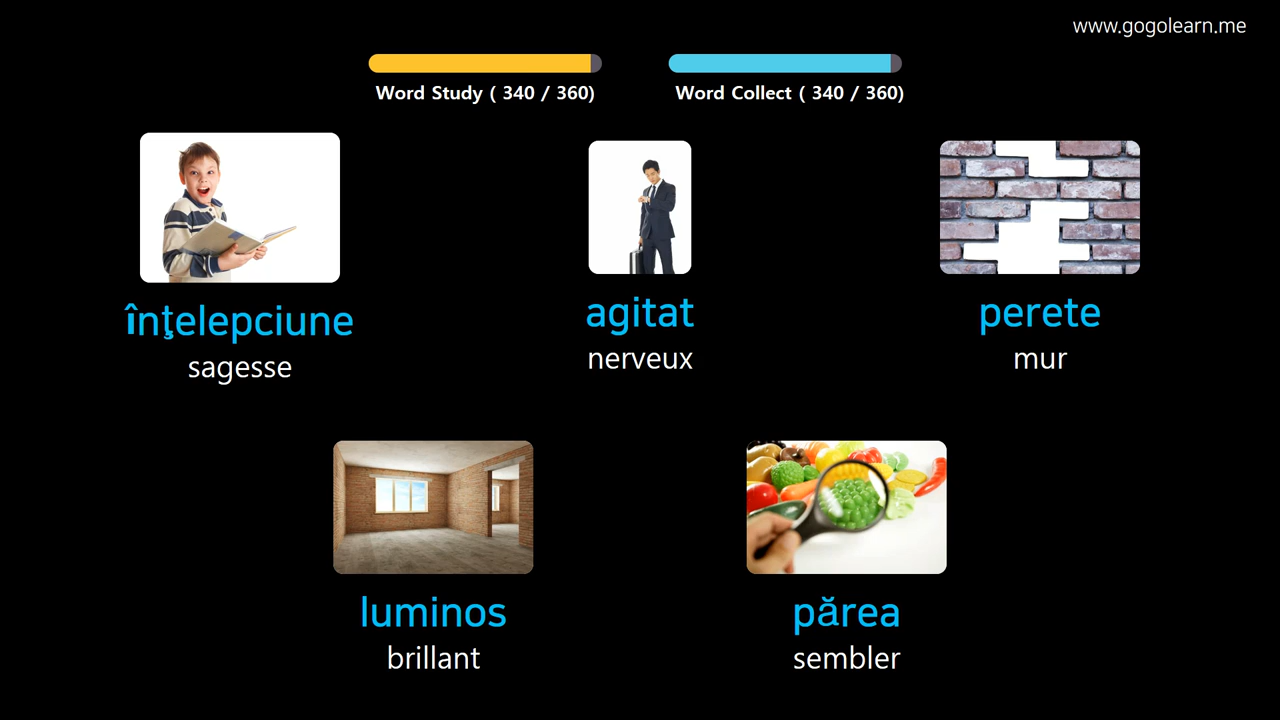 www.gogolearn.me
Word Study ( 340 / 360)
Word Collect ( 340 / 360)
înţelepciune
sagesse
agitat
nerveux
perete
mur
luminos
brillant
părea
sembler